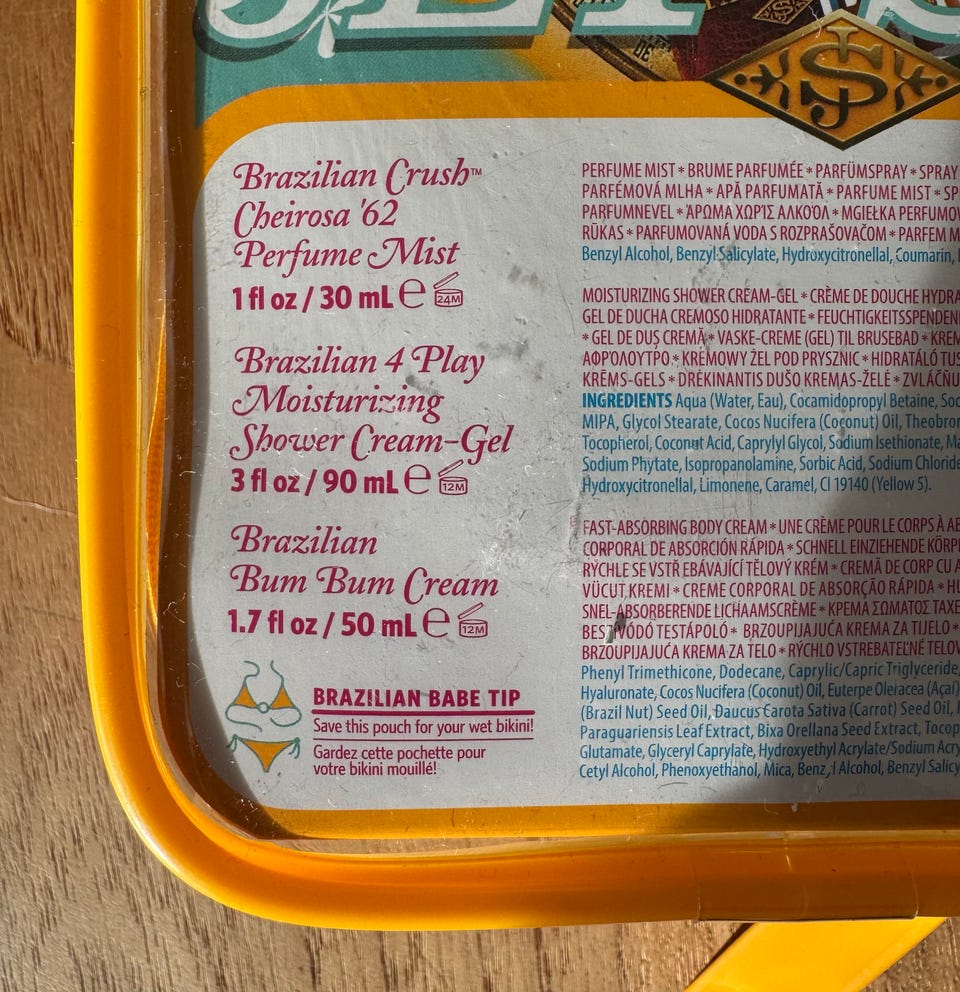 SJ
Brazilian Crush™
Cheirosa '62
Perfume Mist
1 fl oz / 30 mL ℮ 24M
Brazilian 4 Play
Moisturizing
Shower Cream-Gel
3 fl oz / 90 mL ℮ 12M
Brazilian
Bum Bum Cream
1.7 fl oz / 50 mL ℮ 12M
BRAZILIAN BABE TIP
Save this pouch for your wet bikini!
Gardez cette pochette pour
votre bikini mouillé!
PERFUME MIST * BRUME PARFUMÉE * PARFÜMSPRAY * SPRAY
PARFÉMOVÁ MLHA * APĂ PARFUMATĂ * PARFUME MIST * SP
PARFUMNEVEL * ΆΡΩΜΑ ΧΩΡΊΣ ΑΛΚΟΌΛ * MGIEŁKA PERFUMOW
RŪKAS * PARFUMOVANÁ VODA S ROZPRAŠOVAČOM * PARFEM M
Benzyl Alcohol, Benzyl Salicylate, Hydroxycitronellal, Coumarin,
MOISTURIZING SHOWER CREAM-GEL * CRÈME DE DOUCHE HYDRA
GEL DE DUCHA CREMOSO HIDRATANTE * FEUCHTIGKEITSSPENDEN
* GEL DE DUȘ CREMĂ * VASKE-CREME (GEL) TIL BRUSEBAD * KREM
ΑΦΡΌΛΟΥΤΡΟ * KREMOWY ŻEL POD PRYSZNIC * HIDRATÁLÓ TUS
KRĒMS-GELS * DRĖKINANTIS DUŠO KREMAS-ŽELĖ * ZVLÁČŇU
INGREDIENTS Aqua (Water, Eau), Cocamidopropyl Betaine, Sod
MIPA, Glycol Stearate, Cocos Nucifera (Coconut) Oil, Theobrom
Tocopherol, Coconut Acid, Caprylyl Glycol, Sodium Isethionate, Ma
Sodium Phytate, Isopropanolamine, Sorbic Acid, Sodium Chloride
Hydroxycitronellal, Limonene, Caramel, CI 19140 (Yellow 5).
FAST-ABSORBING BODY CREAM * UNE CRÈME POUR LE CORPS À AB
CORPORAL DE ABSORCIÓN RÁPIDA * SCHNELL EINZIEHENDE KÖRP
RYCHLE SE VSTŘEBÁVAJÍCÍ TĚLOVÝ KRÉM * CREMĂ DE CORP CU A
VÜCUT KREMI * CREME CORPORAL DE ABSORÇÃO RÁPIDA * HU
SNEL-ABSORBERENDE LICHAAMSCRÈME * ΚΡΕΜΑ ΣΩΜΑΤΟΣ ΤΑΧΕ
TESTÁPOLÓ * BRZOUPIJAJUĆA KREMA ZA TIJELO *
BRZOUPIJAJUĆA KREMA ZA TELO * RÝCHLO VSTREBATEĽNÉ TELOV
Phenyl Trimethicone, Dodecane, Caprylic/Capric Triglyceride,
Hyaluronate, Cocos Nucifera (Coconut) Oil, Euterpe Oleracea (Açaí)
(Brazil Nut) Seed Oil, Daucus Carota Sativa (Carrot) Seed Oil, I
Paraguariensis Leaf Extract, Bixa Orellana Seed Extract, Tocop
Glutamate, Glyceryl Caprylate, Hydroxyethyl Acrylate/Sodium Acry
Cetyl Alcohol, Phenoxyethanol, Mica, Benzyl Alcohol, Benzyl Salicy